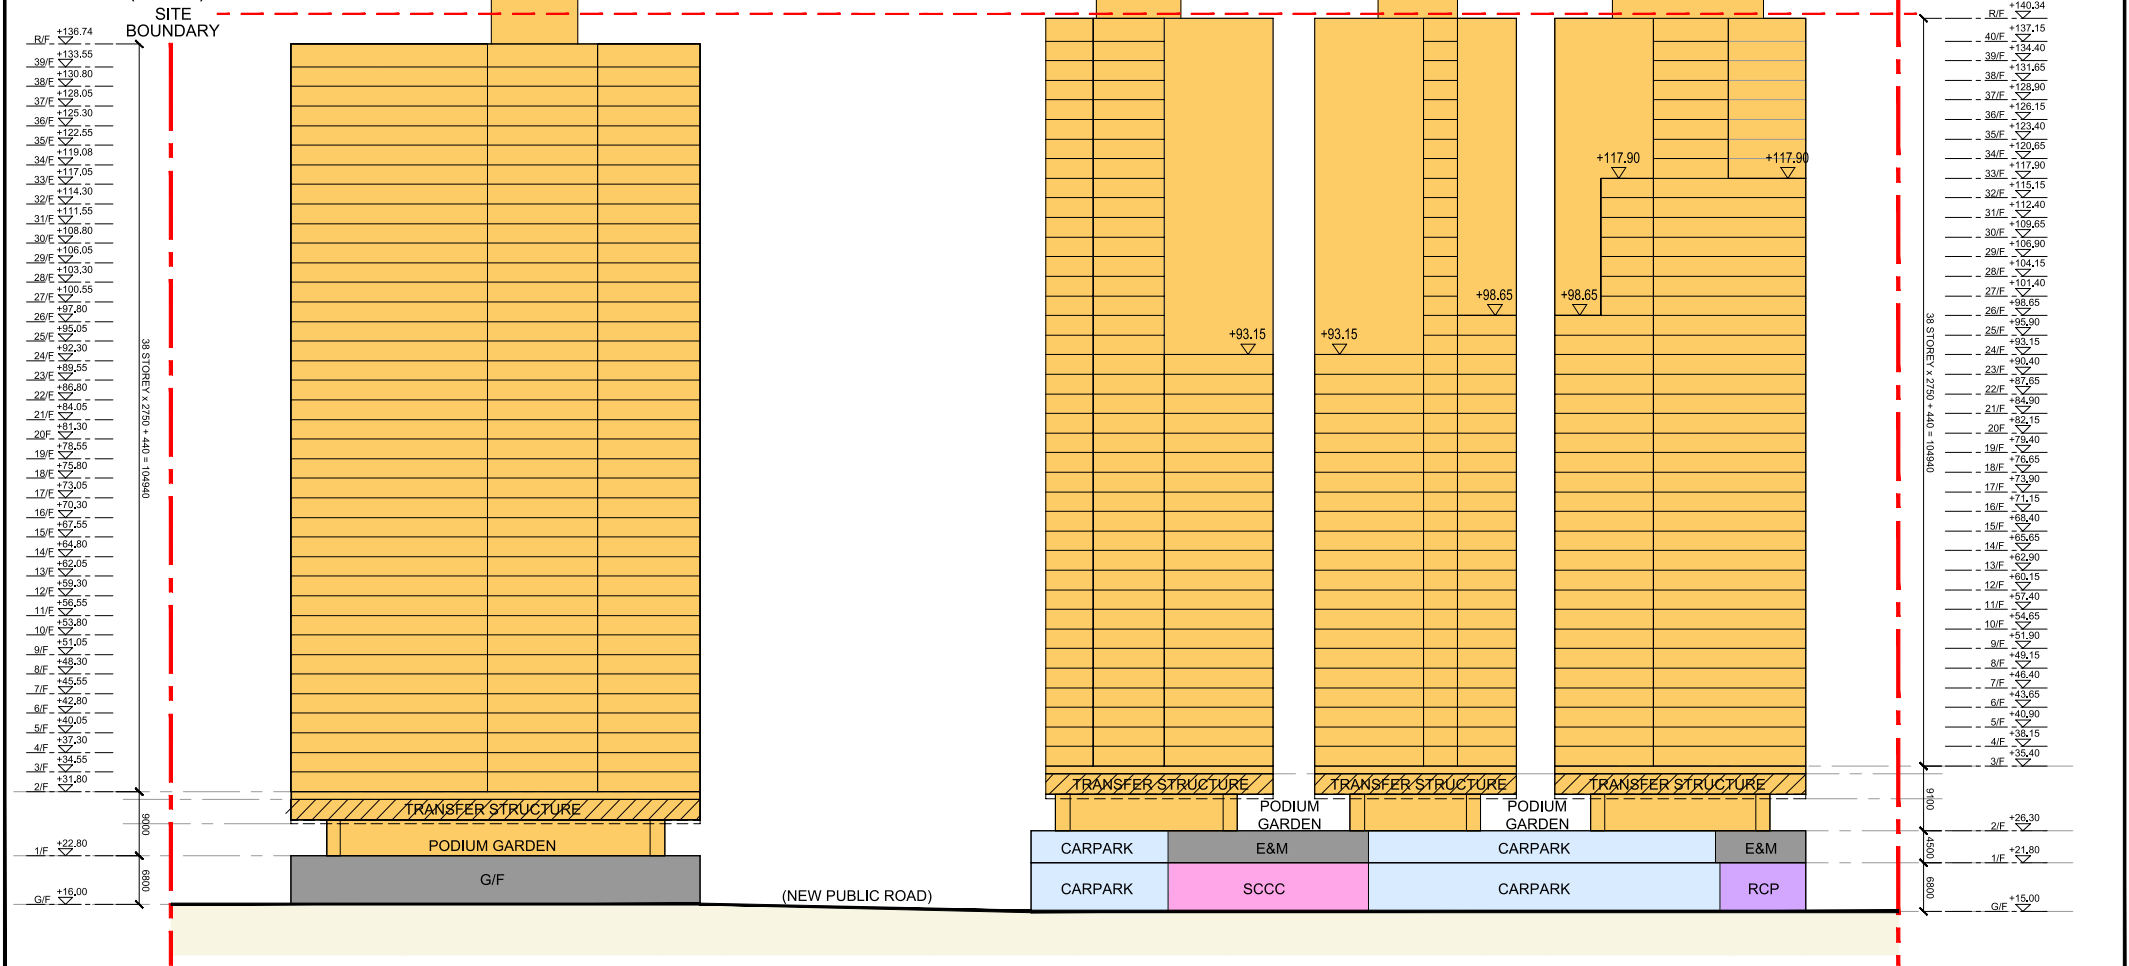 SITE
BOUNDARY
R/F +136.74
39/F +133.55
38/F +130.80
37/F +128.05
36/F +125.30
35/F +122.55
34/F +119.08
33/F +117.05
32/F +114.30
31/F +111.55
30/F +108.80
29/F +106.05
28/F +103.30
27/F +100.55
26/F +97.80
25/F +95.05
24/F +92.30
23/F +89.55
22/F +86.80
21/F +84.05
20F +81.30
19/F +78.55
18/F +75.80
17/F +73.05
16/F +70.30
15/F +67.55
14/F +64.80
13/F +62.05
12/F +59.30
11/F +56.55
10/F +53.80
9/F +51.05
8/F +48.30
7/F +45.55
6/F +42.80
5/F +40.05
4/F +37.30
3/F +34.55
2/F +31.80
1/F +22.80
G/F +16.00
38 STOREY x 2750 + 440 = 104940
9000
6800
TRANSFER STRUCTURE
PODIUM GARDEN
G/F
(NEW PUBLIC ROAD)
+93.15
+93.15
+98.65
+98.65
+117.90
+117.90
TRANSFER STRUCTURE
TRANSFER STRUCTURE
TRANSFER STRUCTURE
PODIUM
GARDEN
PODIUM
GARDEN
CARPARK
E&M
CARPARK
E&M
CARPARK
SCCC
CARPARK
RCP
38 STOREY x 2750 + 440 = 104940
9100
4500
6800
R/F +140.34
40/F +137.15
39/F +134.40
38/F +131.65
37/F +128.90
36/F +126.15
35/F +123.40
34/F +120.65
33/F +117.90
32/F +115.15
31/F +112.40
30/F +109.65
29/F +106.90
28/F +104.15
27/F +101.40
26/F +98.65
25/F +95.90
24/F +93.15
23/F +90.40
22/F +87.65
21/F +84.90
20F +82.15
19/F +79.40
18/F +76.65
17/F +73.90
16/F +71.15
15/F +68.40
14/F +65.65
13/F +62.90
12/F +60.15
11/F +57.40
10/F +54.65
9/F +51.90
8/F +49.15
7/F +46.40
6/F +43.65
5/F +40.90
4/F +38.15
3/F +35.40
2/F +26.30
1/F +21.80
G/F +15.00